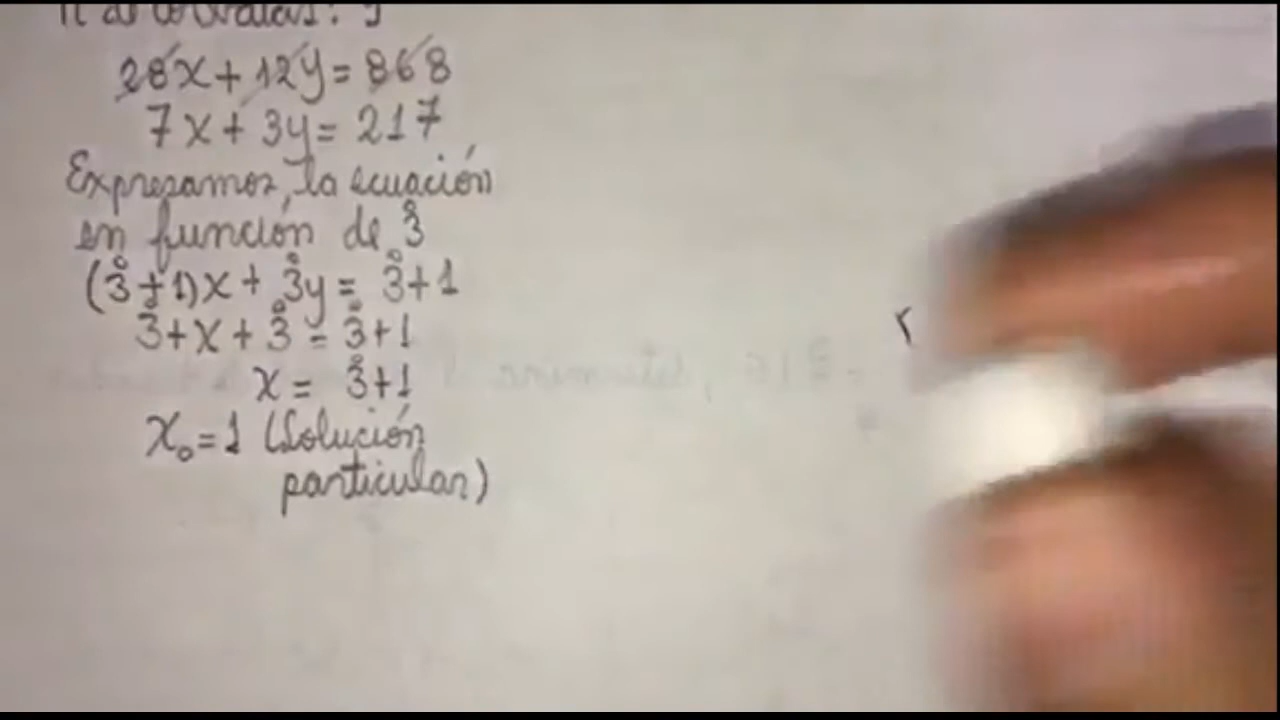 28x + 12y = 868
7x + 3y = 217
Expresamos, la ecuación
en función de 3̊
(3̊+1)x + 3̊y = 3̊+1
3̊+x + 3̊ = 3̊+1
x = 3̊+1
x₀ = 1 (Solución
particular)